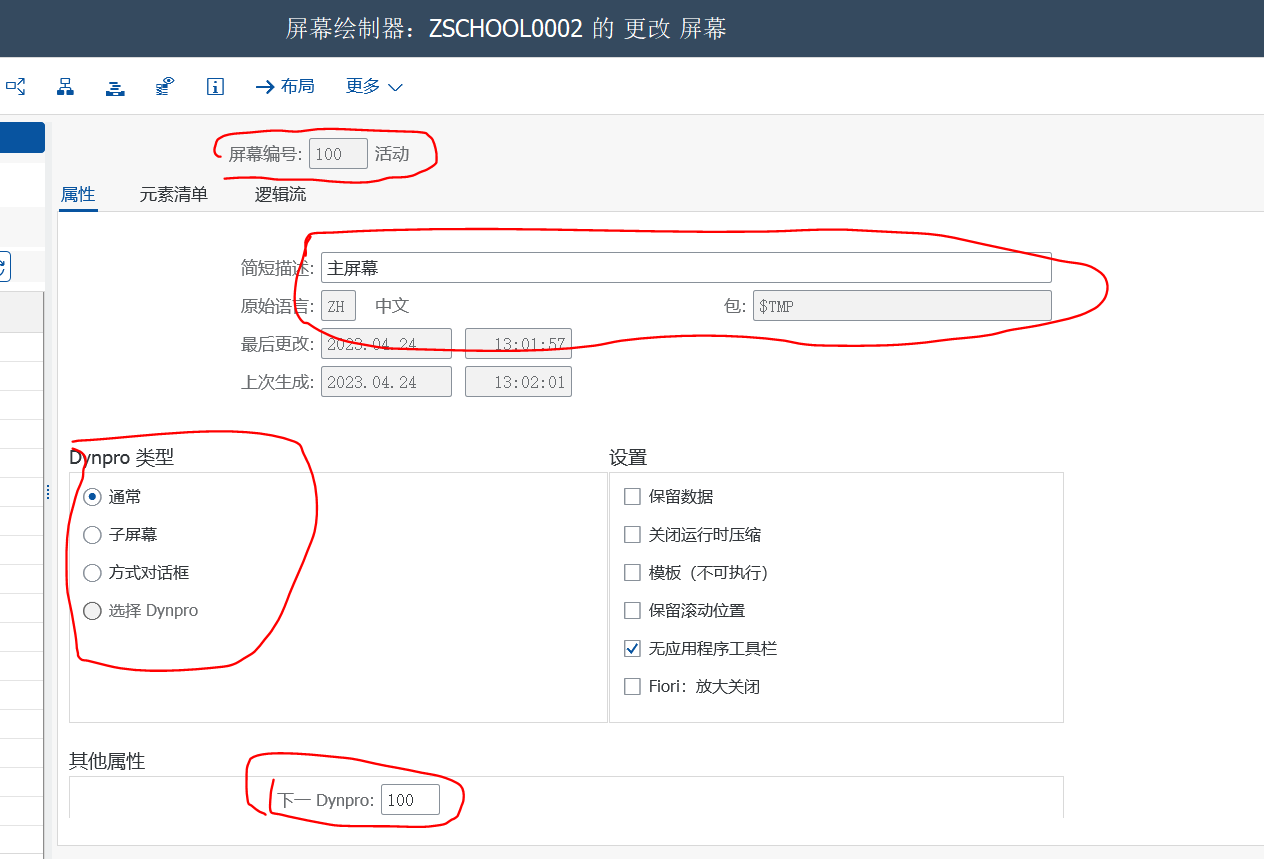 屏幕绘制器：ZSCHOOL0002 的 更改 屏幕
布局 更多
屏幕编号: 100 活动
属性 元素清单 逻辑流
简短描述: 主屏幕
原始语言: ZH 中文 包: $TMP
最后更改: 2023.04.24 13:01:57
上次生成: 2023.04.24 13:02:01
Dynpro 类型 设置
通常 保留数据
子屏幕 关闭运行时压缩
方式对话框 模板（不可执行）
选择 Dynpro 保留滚动位置
无应用程序工具栏
Fiori：放大关闭
其他属性
下一 Dynpro: 100